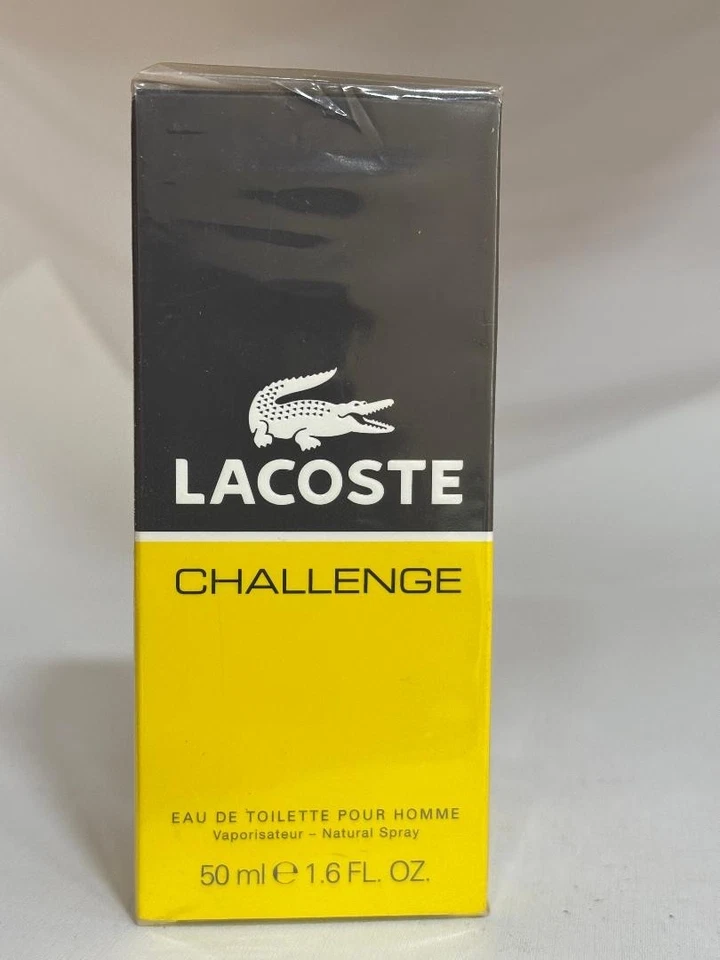 LACOSTE
CHALLENGE
EAU DE TOILETTE POUR HOMME
Vaporisateur – Natural Spray
50 ml ℮ 1.6 FL. OZ.